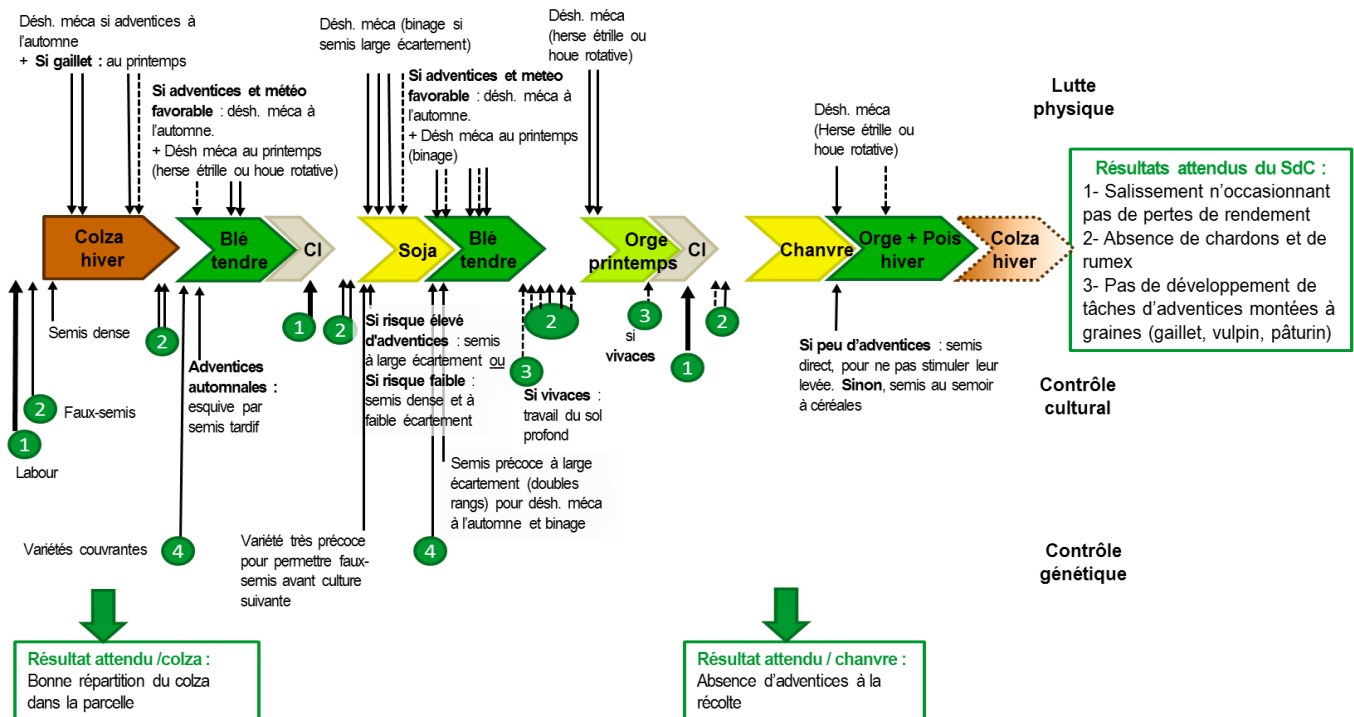 Désh. méca si adventices à
l'automne
+ Si gaillet : au printemps
Si adventices et météo
favorable : désh. méca à
l'automne.
+ Désh méca au printemps
(herse étrille ou houe rotative)
Désh. méca (binage si
semis large écartement)
Si adventices et météo
favorable : désh. méca à
l'automne.
+ Désh méca au printemps
(binage)
Désh. méca
(herse étrille ou
houe rotative)
Désh. méca
(Herse étrille ou
houe rotative)
Lutte
physique
Résultats attendus du SdC :
1- Salissement n'occasionnant
pas de pertes de rendement
2- Absence de chardons et de
rumex
3- Pas de développement de
tâches d'adventices montées à
graines (gaillet, vulpin, pâturin)
Colza
hiver
Blé
tendre
CI
Soja
Blé
tendre
Orge
printemps
CI
Chanvre
Orge + Pois
hiver
Colza
hiver
Semis dense
2
Faux-semis
1
Labour
2
Adventices
automnales :
esquive par
semis tardif
1
2
Si risque élevé
d'adventices : semis
à large écartement ou
Si risque faible :
semis dense et à
faible écartement
2
3
Si vivaces :
travail du sol
profond
3
si
vivaces
1
2
Si peu d'adventices : semis
direct, pour ne pas stimuler leur
levée. Sinon, semis au semoir
à céréales
Contrôle
cultural
Semis précoce à large
écartement (doubles
rangs) pour désh. méca
à l'automne et binage
Variétés couvrantes
4
Variété très précoce
pour permettre faux-
semis avant culture
suivante
4
Contrôle
génétique
Résultat attendu /colza :
Bonne répartition du colza
dans la parcelle
Résultat attendu / chanvre :
Absence d'adventices à la
récolte